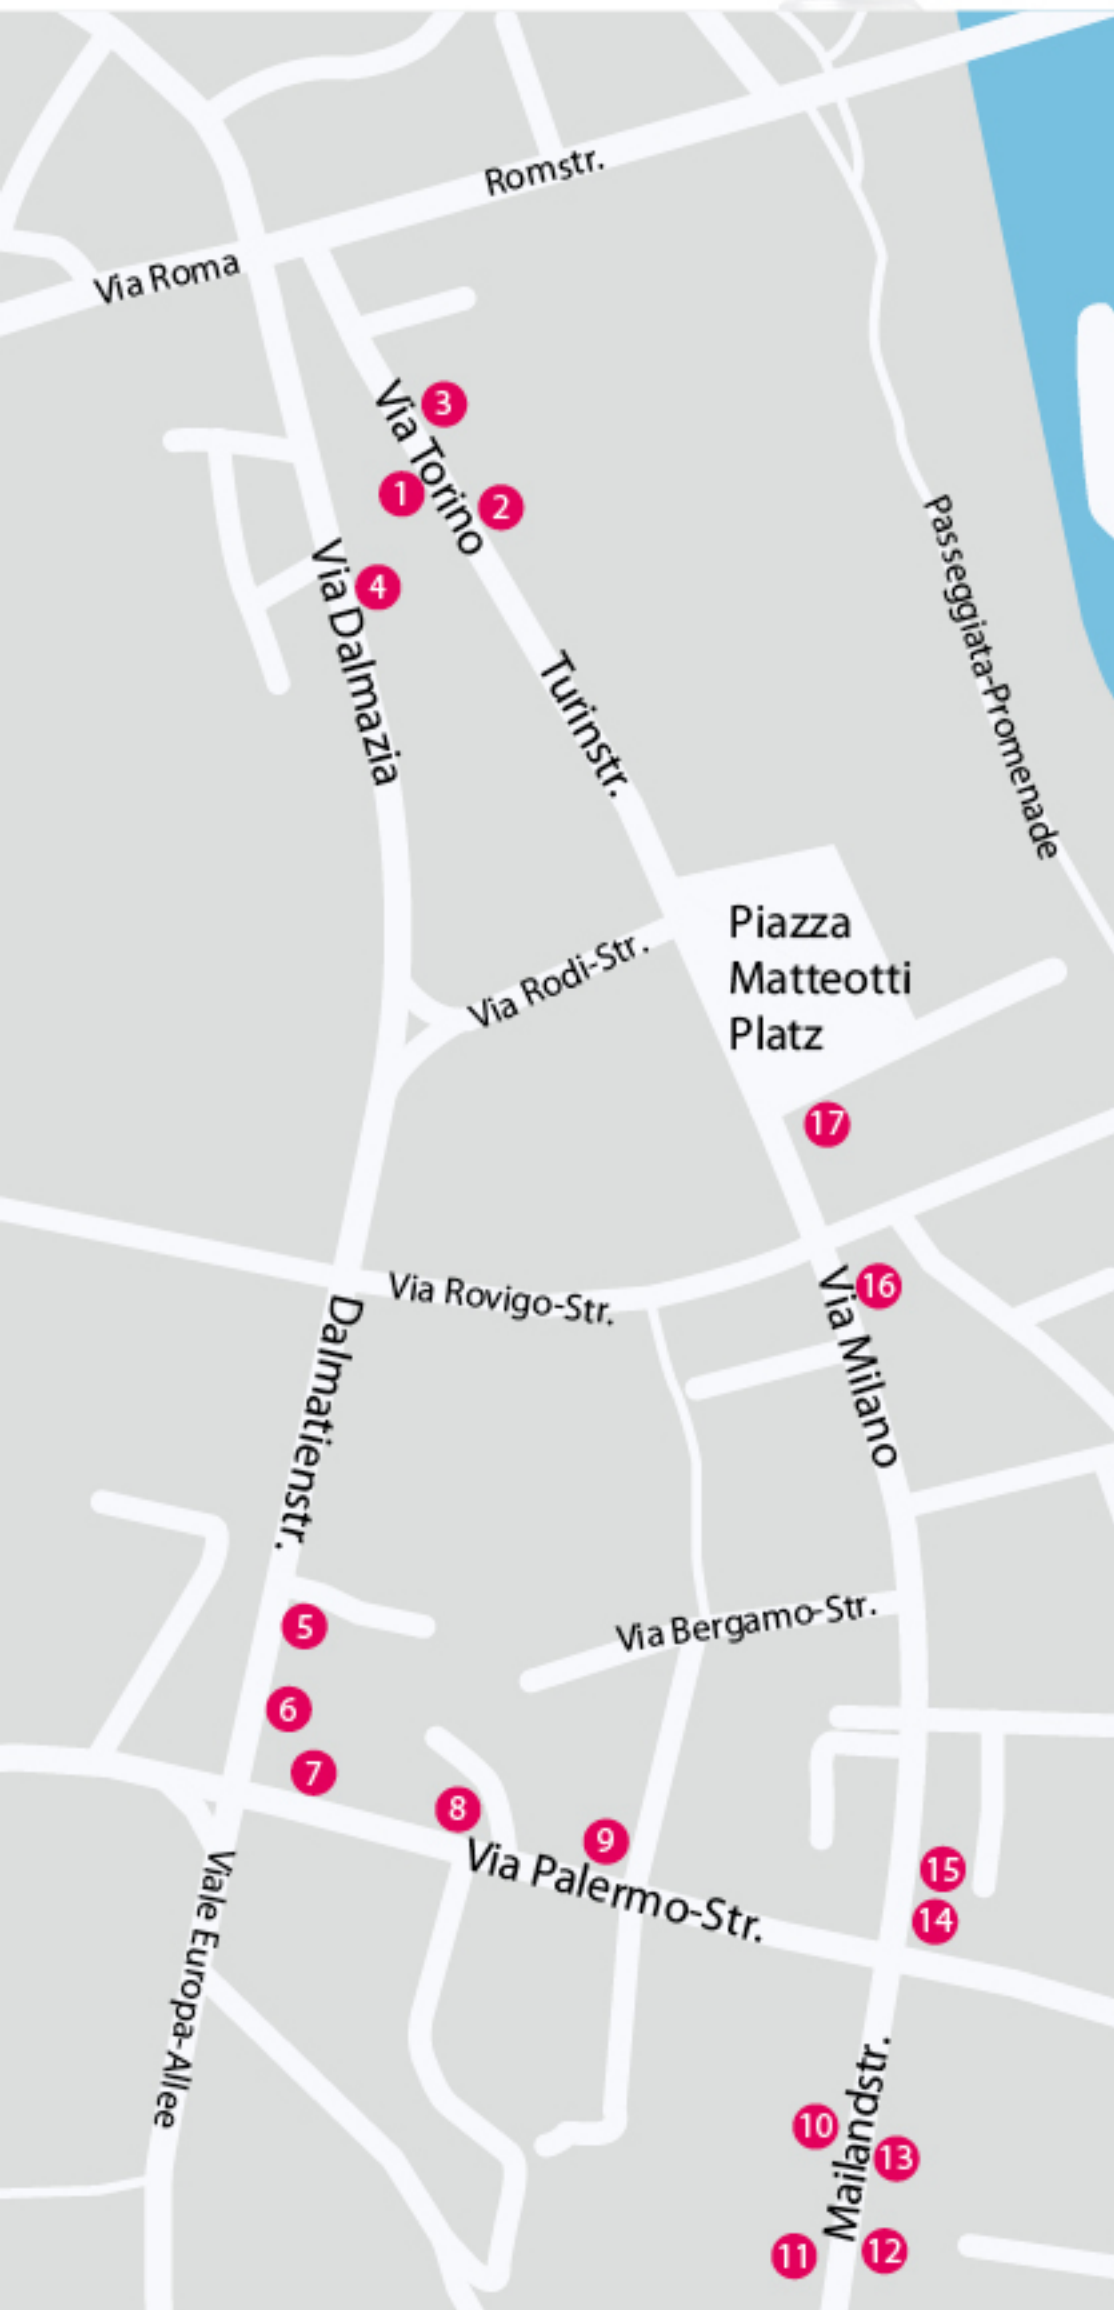 Romstr.
Via Roma
3
Via Torino
1
2
Passeggiata-Promenade
4
Via Dalmazia
Turinstr.
Piazza
Matteotti
Platz
Via Rodi-Str.
17
Via Rovigo-Str.
16
Via Milano
Dalmatienstr.
5
Via Bergamo-Str.
6
7
8
9
Via Palermo-Str.
15
14
Viale Europa-Allee
Mailandstr.
10
13
11
12